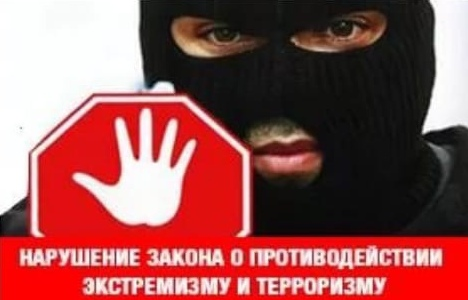 НАРУШЕНИЕ ЗАКОНА О ПРОТИВОДЕЙСТВИИ
ЭКСТРЕМИЗМУ И ТЕРРОРИЗМУ